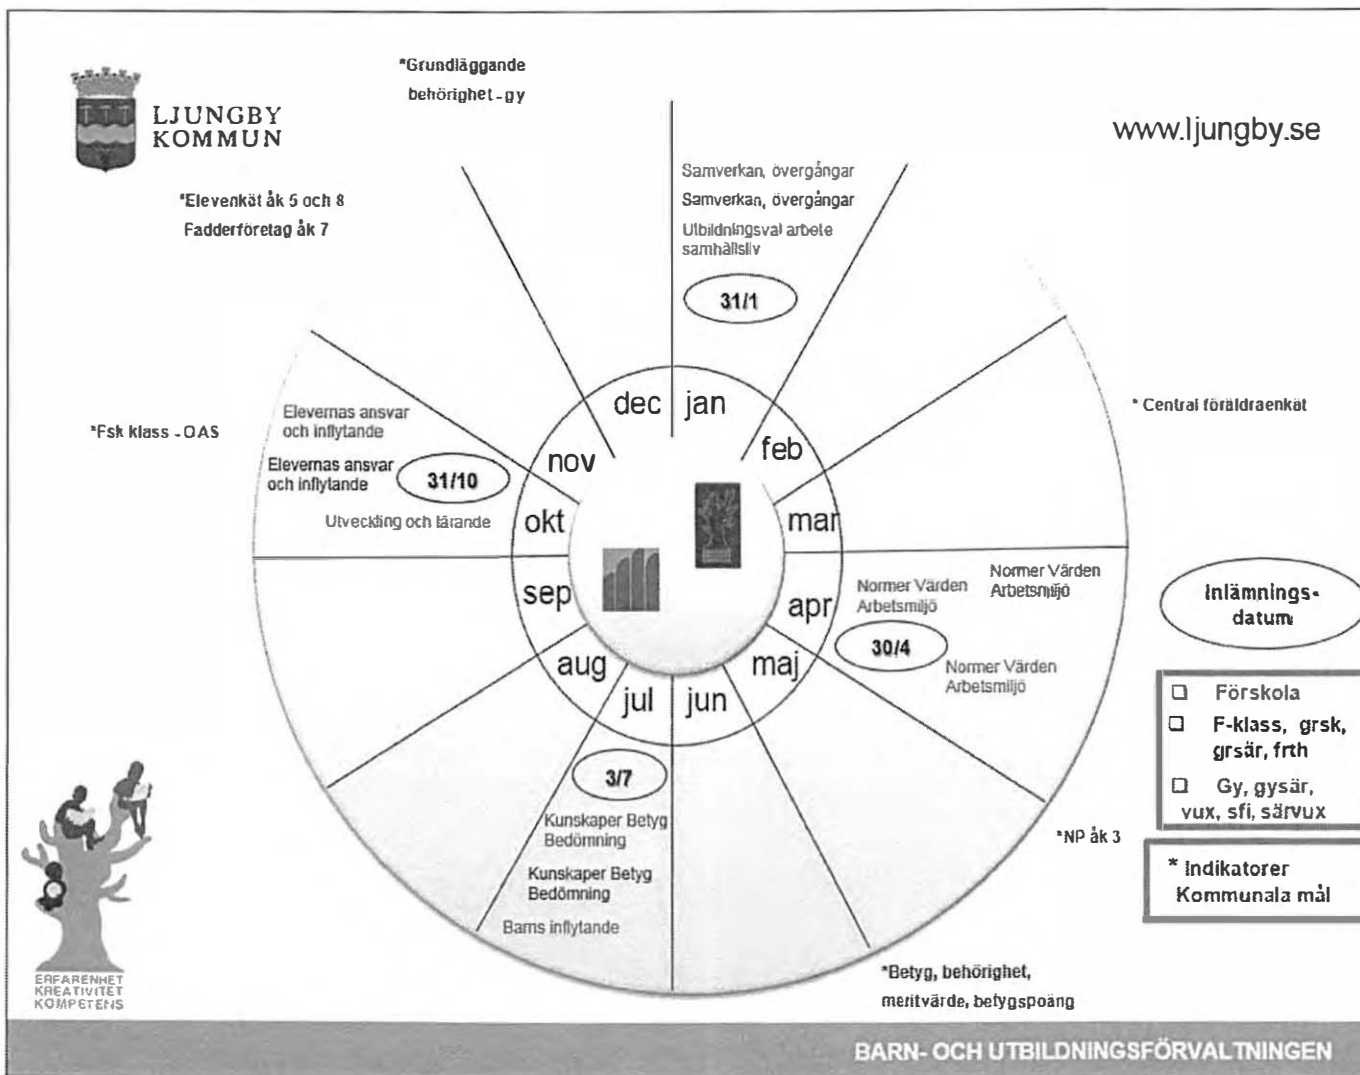 LJUNGBY
KOMMUN
*Grundläggande
behörighet-gy
www.ljungby.se
*Elevenkät åk 5 och 8
Fadderföretag åk 7
Samverkan, övergångar
Samverkan, övergångar
Utbildningsval arbete
samhällsliv
31/1
*Fsk klass - OAS
Elevernas ansvar
och inflytande
Elevernas ansvar
och inflytande
31/10
Utveckling och lärande
* Central föräldraenkät
dec
jan
feb
mar
apr
maj
jun
jul
aug
sep
okt
nov
Normer Värden
Arbetsmiljö
Normer Värden
Arbetsmiljö
30/4
Normer Värden
Arbetsmiljö
Inlämnings-
datum
Förskola
F-klass, grsk,
grsär, frth
Gy, gysär,
vux, sfi, särvux
* Indikatorer
Kommunala mål
*NP åk 3
3/7
Kunskaper Betyg
Bedömning
Kunskaper Betyg
Bedömning
Barns inflytande
*Betyg, behörighet,
meritvärde, betygspoäng
ERFARENHET
KREATIVITET
KOMPETENS
BARN- OCH UTBILDNINGSFÖRVALTNINGEN